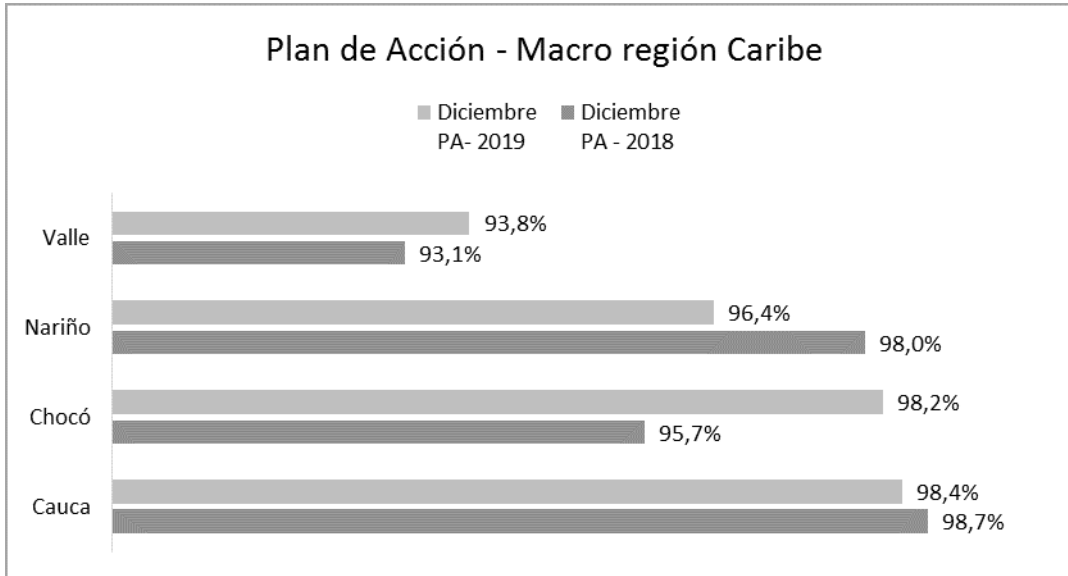 Plan de Acción - Macro región Caribe
Diciembre PA- 2019
Diciembre PA - 2018
Valle
93,8%
93,1%
Nariño
96,4%
98,0%
Chocó
98,2%
95,7%
Cauca
98,4%
98,7%